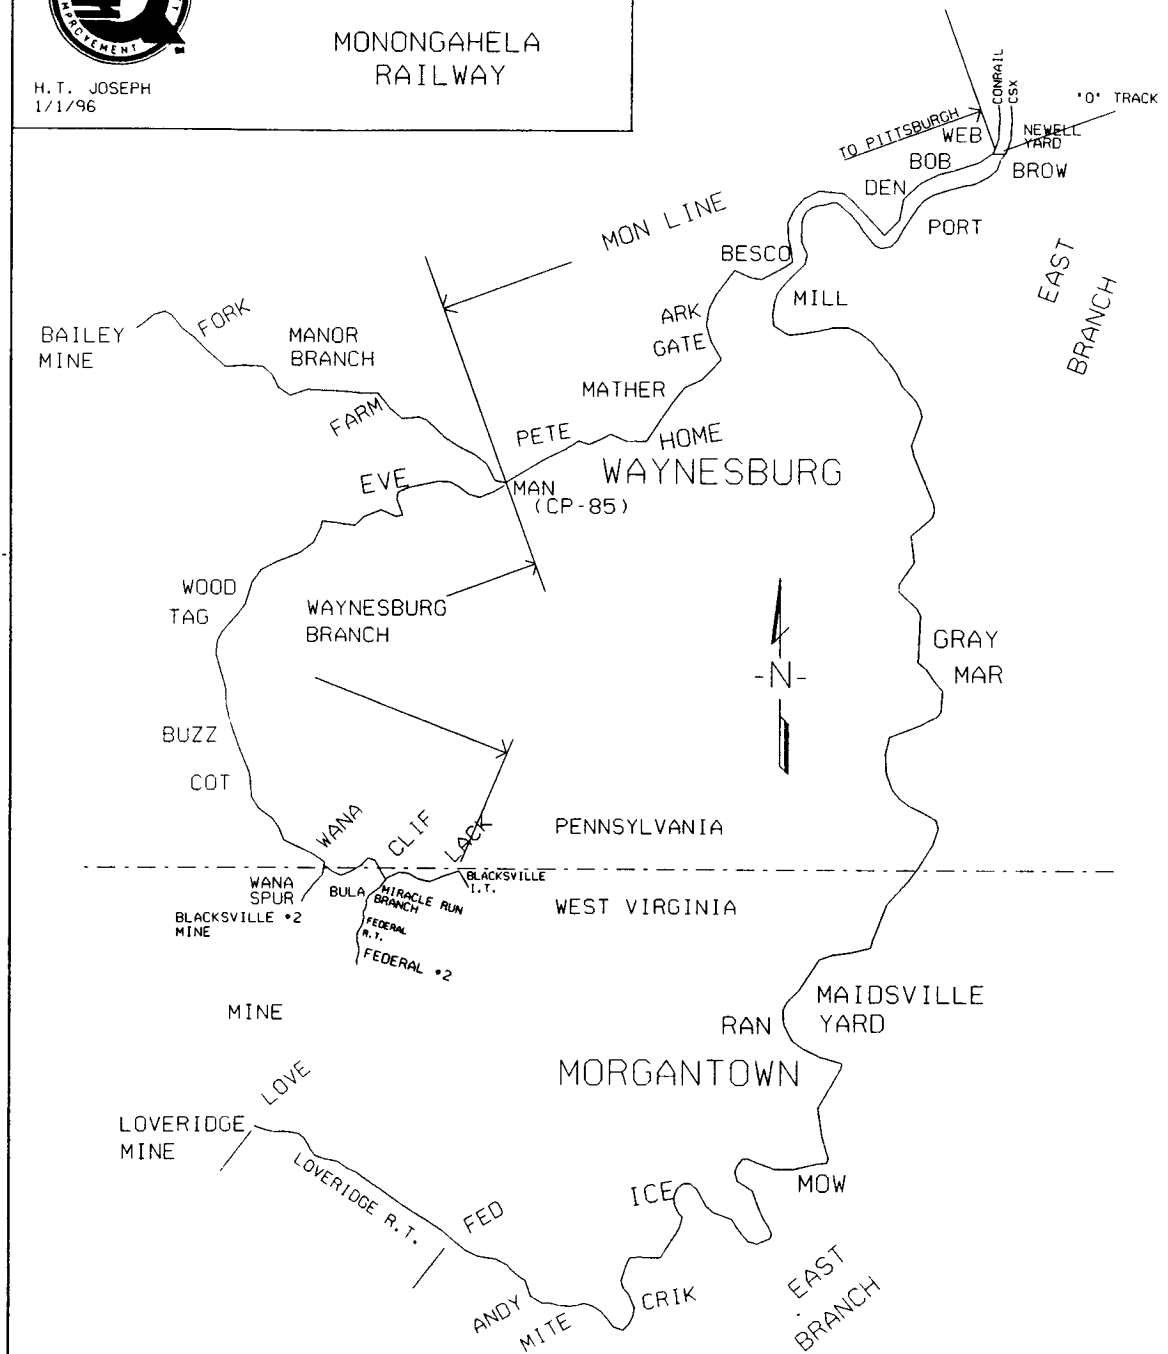 IMPROVEMENT
H.T. JOSEPH
1/1/96
MONONGAHELA
RAILWAY
CONRAIL
CSX
"O" TRACK
TO PITTSBURGH
WEB
NEWELL
YARD
BOB
BROW
DEN
PORT
MON LINE
BESCO
EAST
BRANCH
MILL
ARK
GATE
FORK
BAILEY
MINE
MANOR
BRANCH
MATHER
FARM
PETE
HOME
WAYNESBURG
EVE
MAN
(CP-85)
WOOD
TAG
WAYNESBURG
BRANCH
GRAY
MAR
-N-
BUZZ
COT
WANA
CLIF
LACK
PENNSYLVANIA
WANA
SPUR
BULA
MIRACLE RUN
BRANCH
BLACKSVILLE
I.T.
WEST VIRGINIA
BLACKSVILLE #2
MINE
FEDERAL
R.T.
FEDERAL #2
MINE
MAIDSVILLE
YARD
RAN
MORGANTOWN
LOVE
LOVERIDGE
MINE
LOVERIDGE R.T.
FED
ICE
MOW
ANDY
MITE
CRIK
EAST
BRANCH